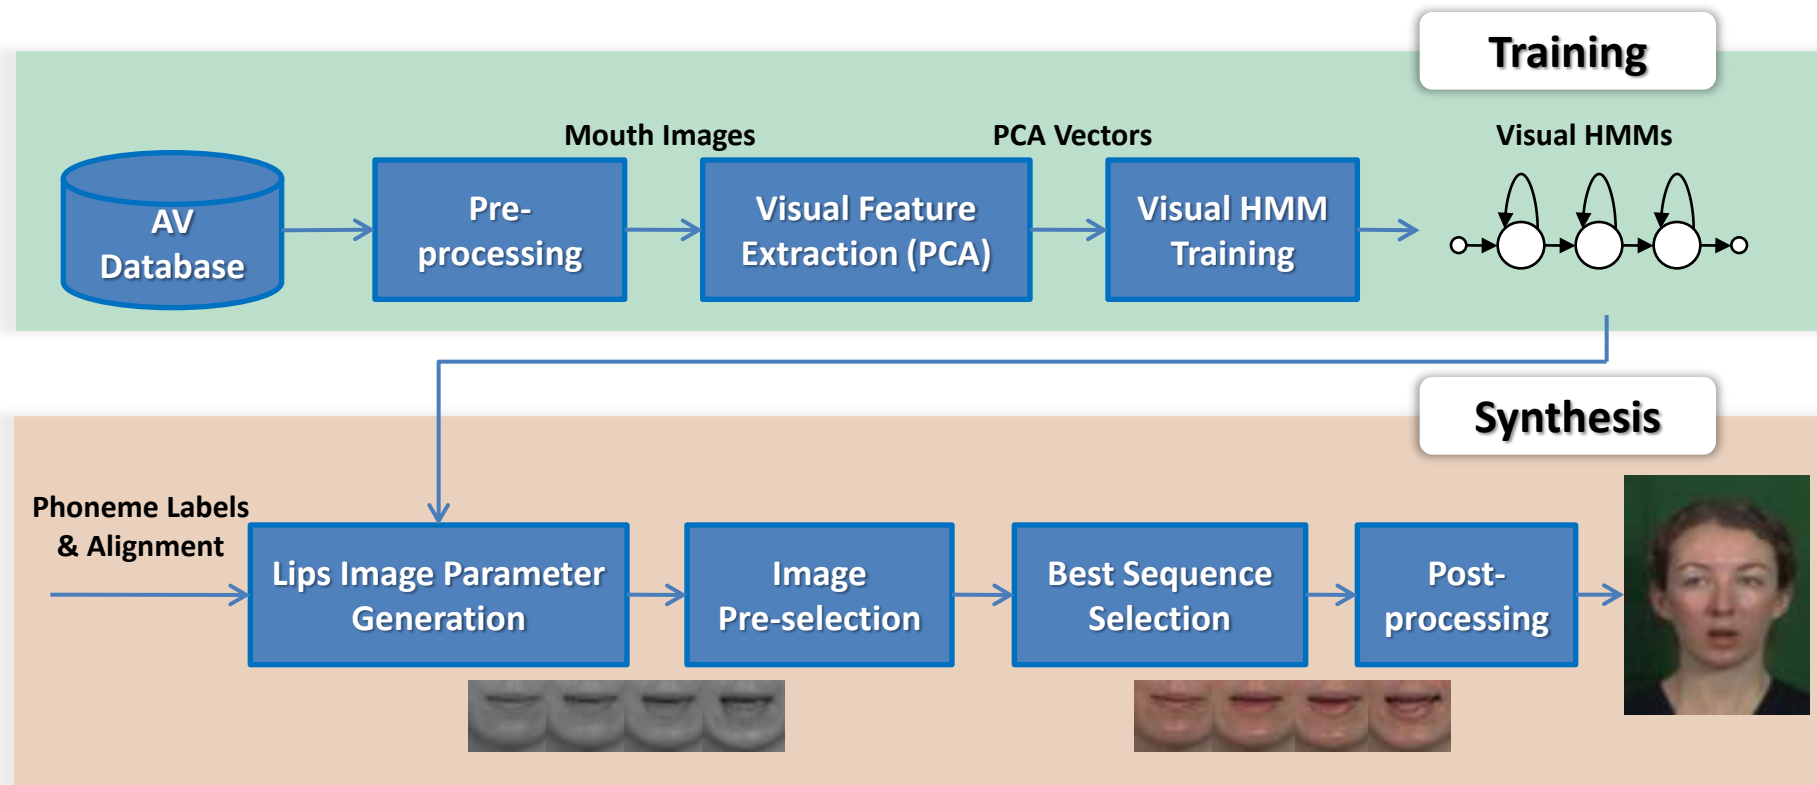 Training
Mouth Images
PCA Vectors
Visual HMMs
AV
Database
Pre-
processing
Visual Feature
Extraction (PCA)
Visual HMM
Training
Synthesis
Phoneme Labels
& Alignment
Lips Image Parameter
Generation
Image
Pre-selection
Best Sequence
Selection
Post-
processing